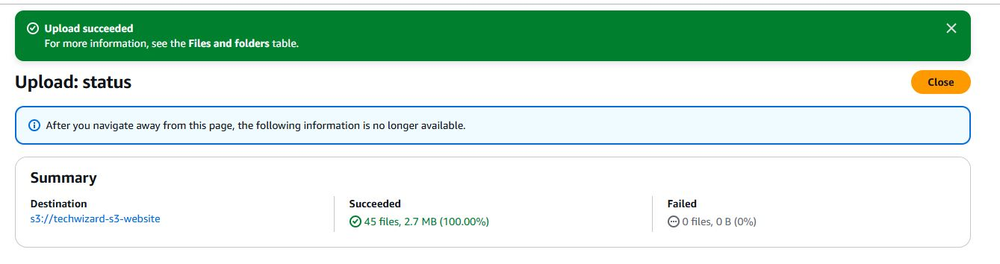 Upload succeeded
For more information, see the Files and folders table.
Upload: status
Close
After you navigate away from this page, the following information is no longer available.
Summary
Destination
s3://techwizard-s3-website
Succeeded
45 files, 2.7 MB (100.00%)
Failed
0 files, 0 B (0%)